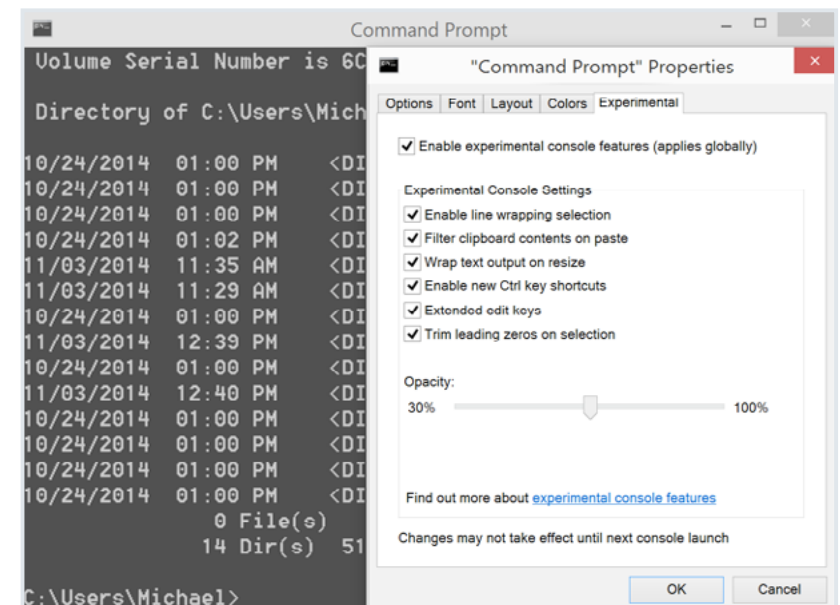 Command Prompt
Volume Serial Number is 6C
Directory of C:\Users\Mich
10/24/2014 01:00 PM <DI
10/24/2014 01:00 PM <DI
10/24/2014 01:00 PM <DI
10/24/2014 01:02 PM <DI
11/03/2014 11:35 AM <DI
11/03/2014 11:29 AM <DI
10/24/2014 01:00 PM <DI
11/03/2014 12:39 PM <DI
10/24/2014 01:00 PM <DI
11/03/2014 12:40 PM <DI
10/24/2014 01:00 PM <DI
10/24/2014 01:00 PM <DI
10/24/2014 01:00 PM <DI
10/24/2014 01:00 PM <DI
0 File(s)
14 Dir(s) 51
C:\Users\Michael>
"Command Prompt" Properties
Options Font Layout Colors Experimental
Enable experimental console features (applies globally)
Experimental Console Settings
Enable line wrapping selection
Filter clipboard contents on paste
Wrap text output on resize
Enable new Ctrl key shortcuts
Extended edit keys
Trim leading zeros on selection
Opacity:
30% 100%
Find out more about experimental console features
Changes may not take effect until next console launch
OK Cancel